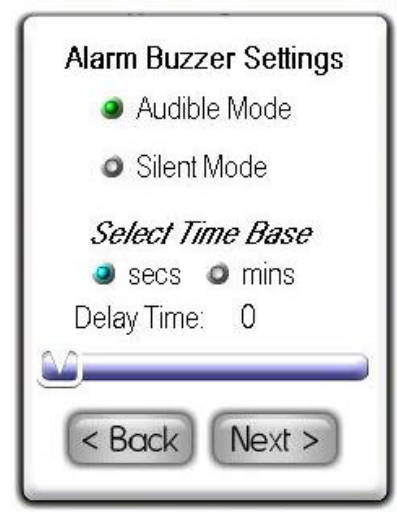 Alarm Buzzer Settings
Audible Mode
Silent Mode
Select Time Base
secs mins
Delay Time: 0
< Back Next >